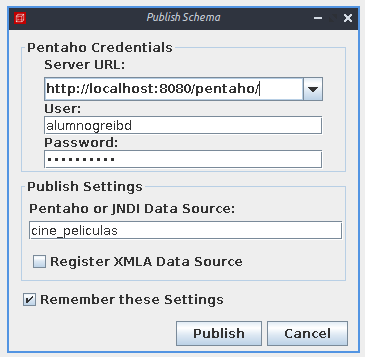 Publish Schema
Pentaho Credentials
Server URL:
http://localhost:8080/pentaho/
User:
alumnogreibd
Password:
••••••••••
Publish Settings
Pentaho or JNDI Data Source:
cine_peliculas
Register XMLA Data Source
Remember these Settings
Publish Cancel